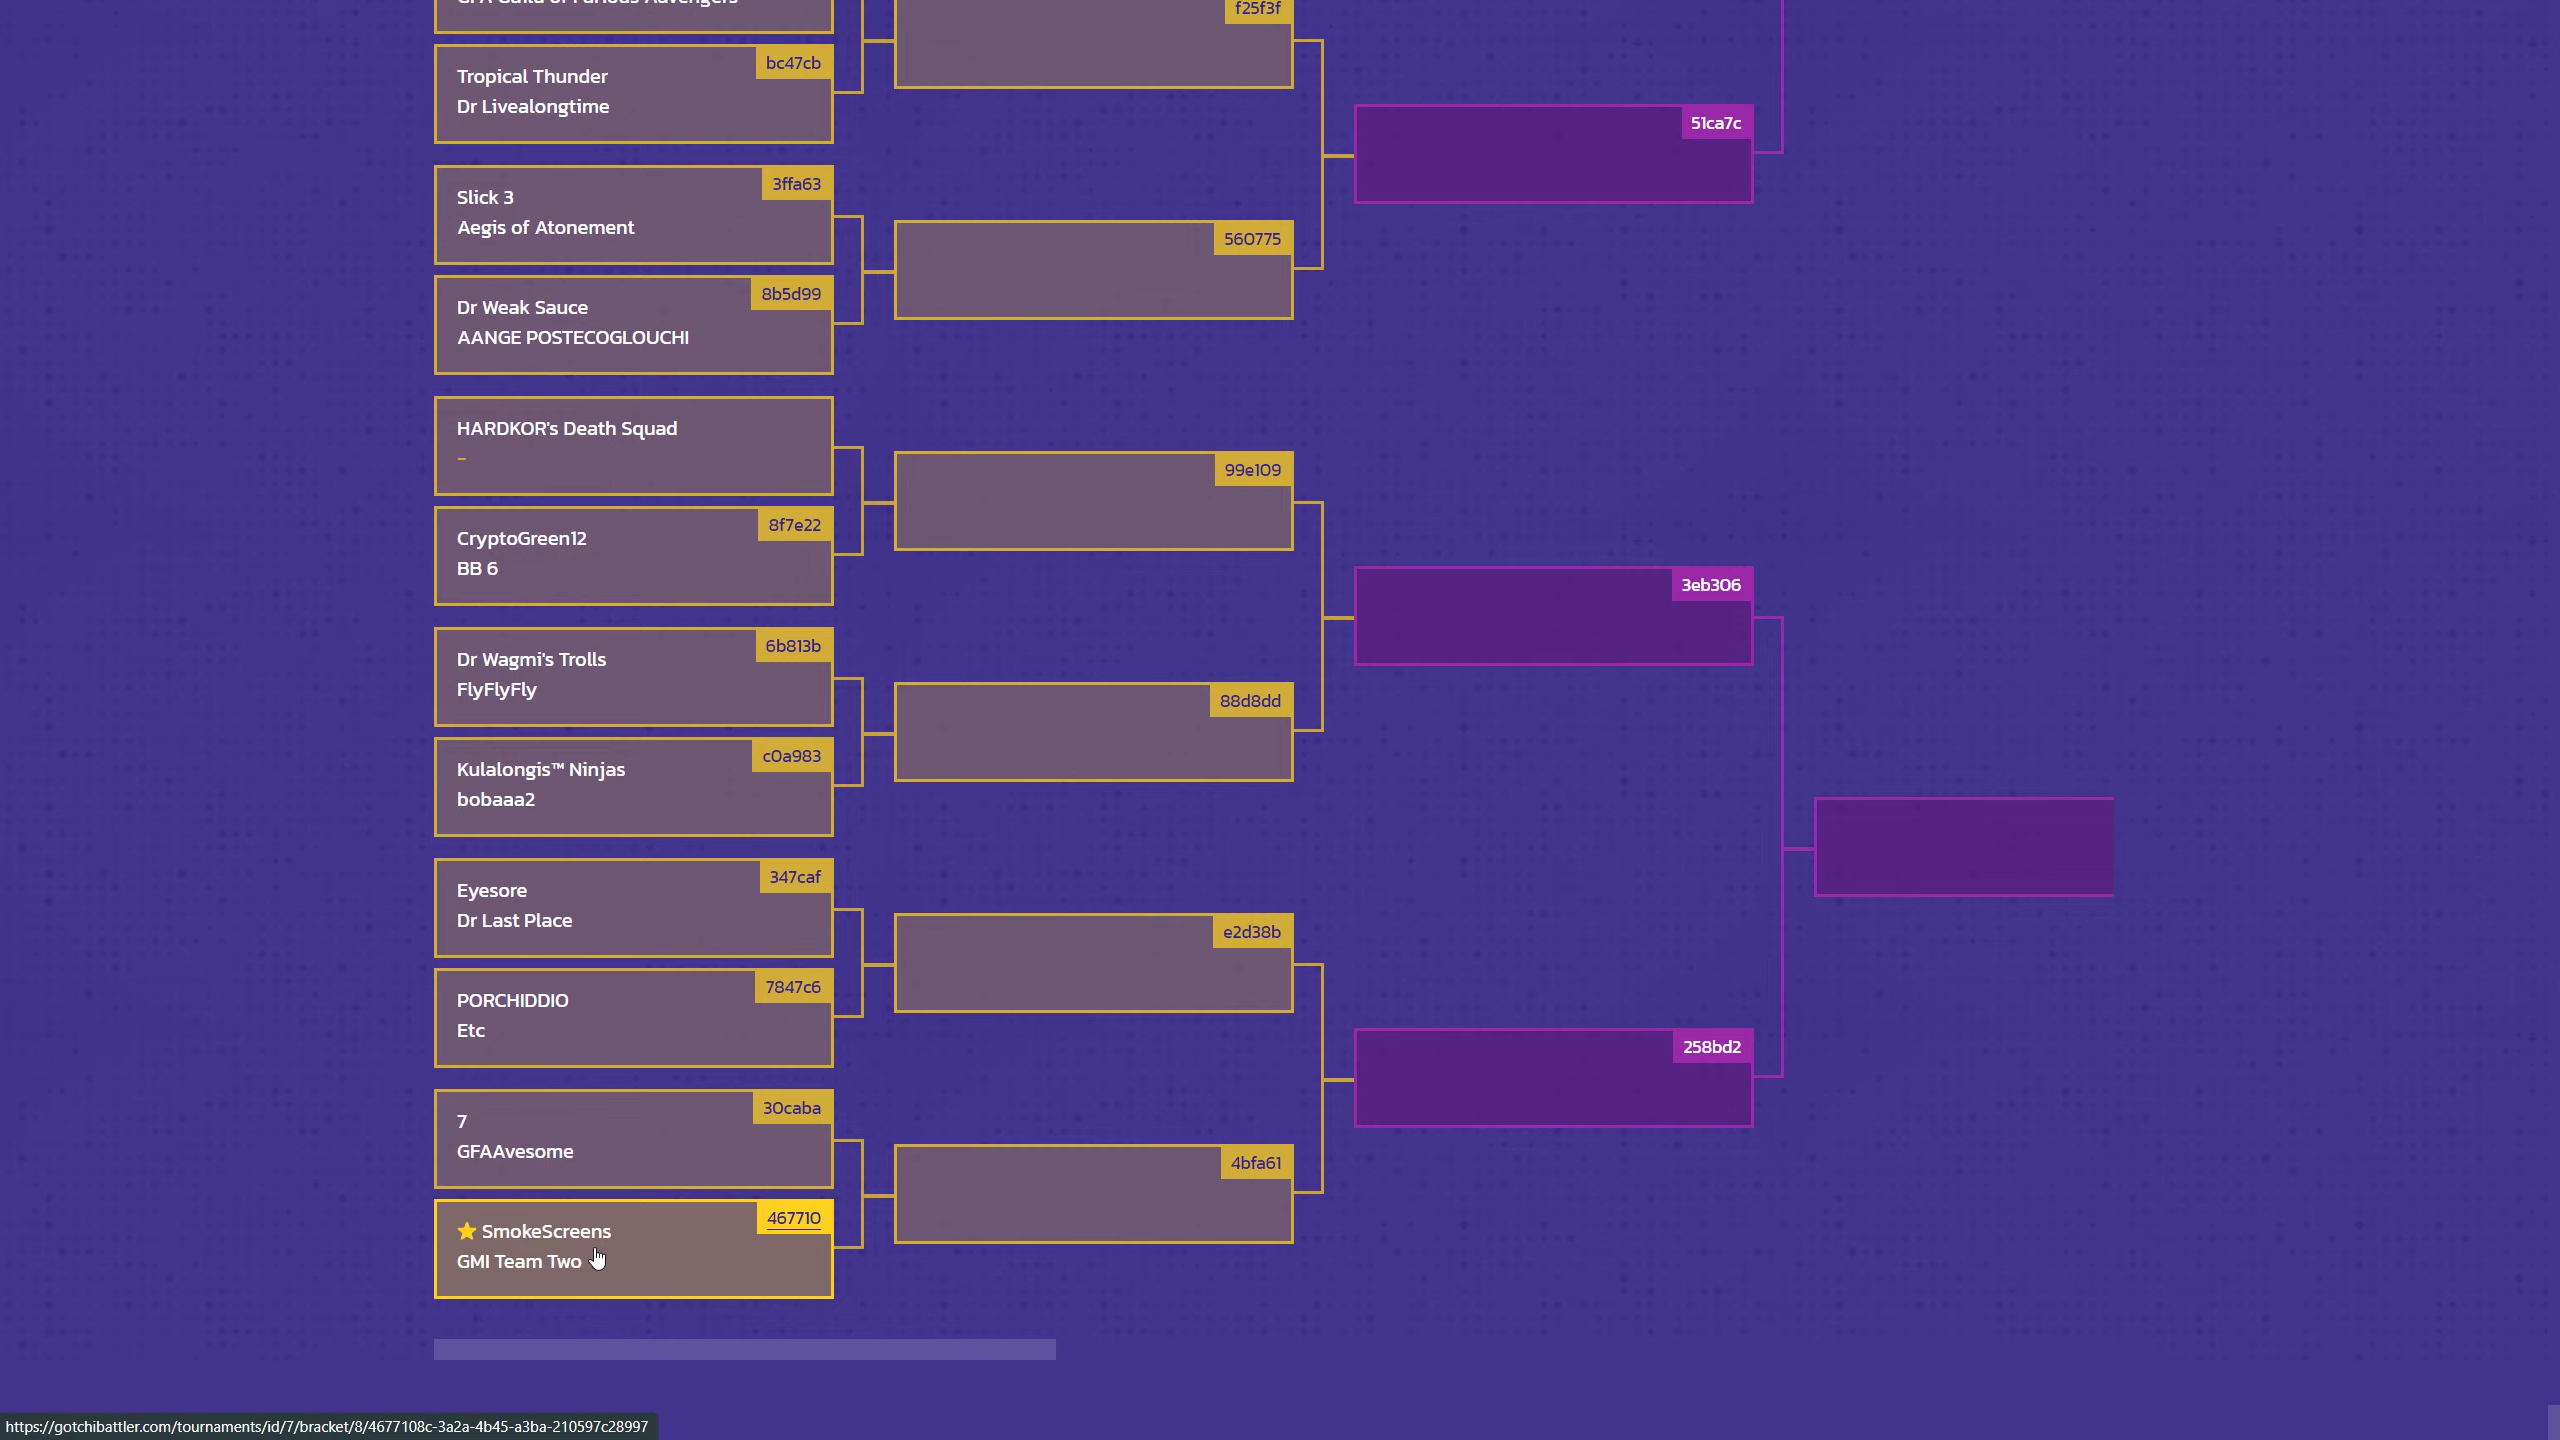 f25f3f
Tropical Thunder
bc47cb
Dr Livealongtime
51ca7c
Slick 3
3ffa63
Aegis of Atonement
560775
Dr Weak Sauce
8b5d99
AANGE POSTECOGLOUCHI
HARDKOR's Death Squad
–
99e109
CryptoGreen12
8f7e22
BB 6
3eb306
Dr Wagmi's Trolls
6b813b
FlyFlyFly
88d8dd
Kulalongis™ Ninjas
c0a983
bobaaa2
Eyesore
347caf
Dr Last Place
e2d38b
PORCHIDDIO
7847c6
Etc
258bd2
7
30caba
GFAAvesome
4bfa61
SmokeScreens
467710
GMI Team Two
https://gotchibattler.com/tournaments/id/7/bracket/8/4677108c-3a2a-4b45-a3ba-210597c28997